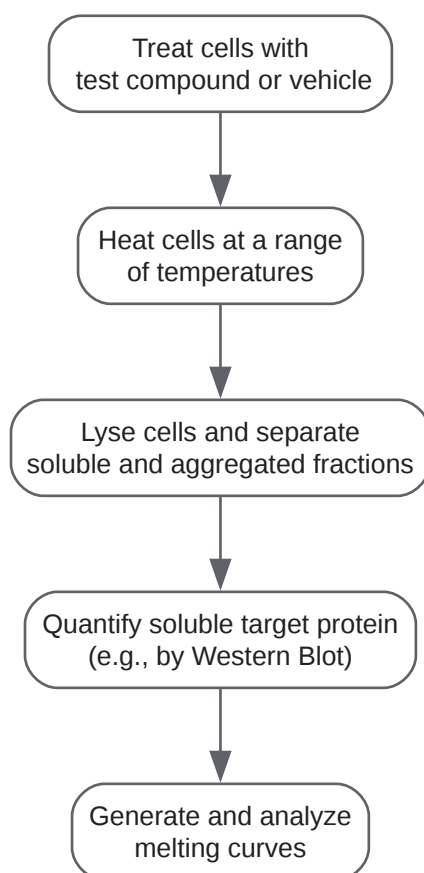 Treat cells with
test compound or vehicle
Heat cells at a range
of temperatures
Lyse cells and separate
soluble and aggregated fractions
Quantify soluble target protein
(e.g., by Western Blot)
Generate and analyze
melting curves